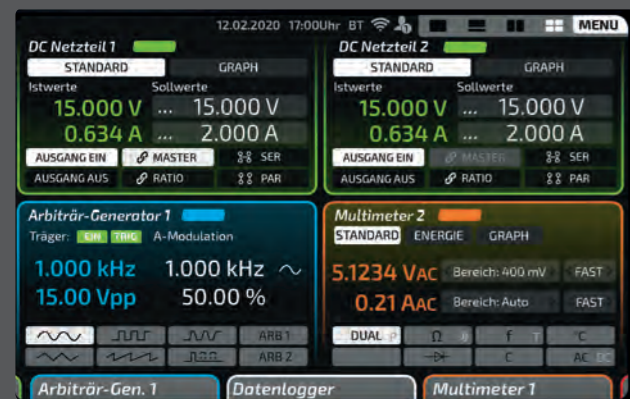 12.02.2020 17:00Uhr BT MENU
DC Netzteil 1
STANDARD GRAPH
Istwerte Sollwerte
15.000 V ... 15.000 V
0.634 A ... 2.000 A
AUSGANG EIN MASTER SER
AUSGANG AUS RATIO PAR
DC Netzteil 2
STANDARD GRAPH
Istwerte Sollwerte
15.000 V ... 15.000 V
0.634 A ... 2.000 A
AUSGANG EIN MASTER SER
AUSGANG AUS RATIO PAR
Arbiträr-Generator 1
Träger: EIN TRIG A-Modulation
1.000 kHz 1.000 kHz
15.00 Vpp 50.00 %
ARB 1
ARB 2
Multimeter 2
STANDARD ENERGIE GRAPH
5.1234 VAC Bereich: 400 mV FAST
0.21 AAC Bereich: Auto FAST
DUAL P Ω f T °C
C AC DC
Arbiträr-Gen. 1 Datenlogger Multimeter 1